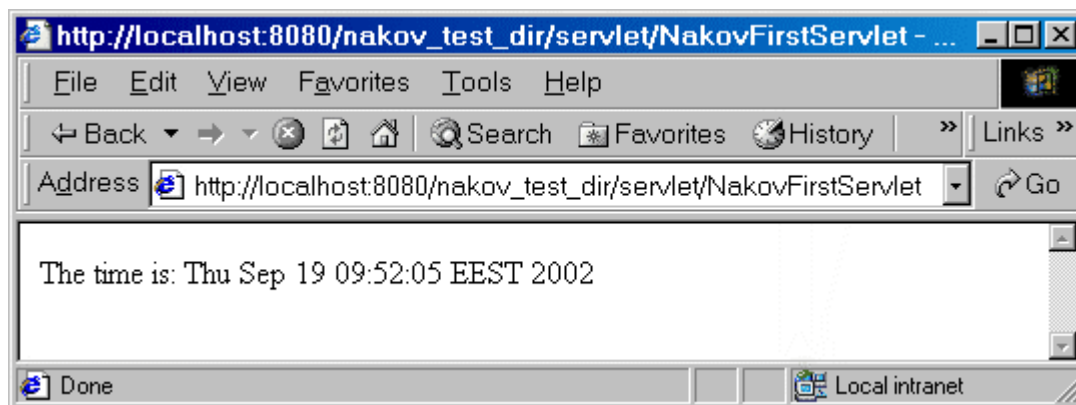 http://localhost:8080/nakov_test_dir/servlet/NakovFirstServlet - ...
File Edit View Favorites Tools Help
Back Search Favorites History » Links »
Address http://localhost:8080/nakov_test_dir/servlet/NakovFirstServlet Go
The time is: Thu Sep 19 09:52:05 EEST 2002
Done Local intranet